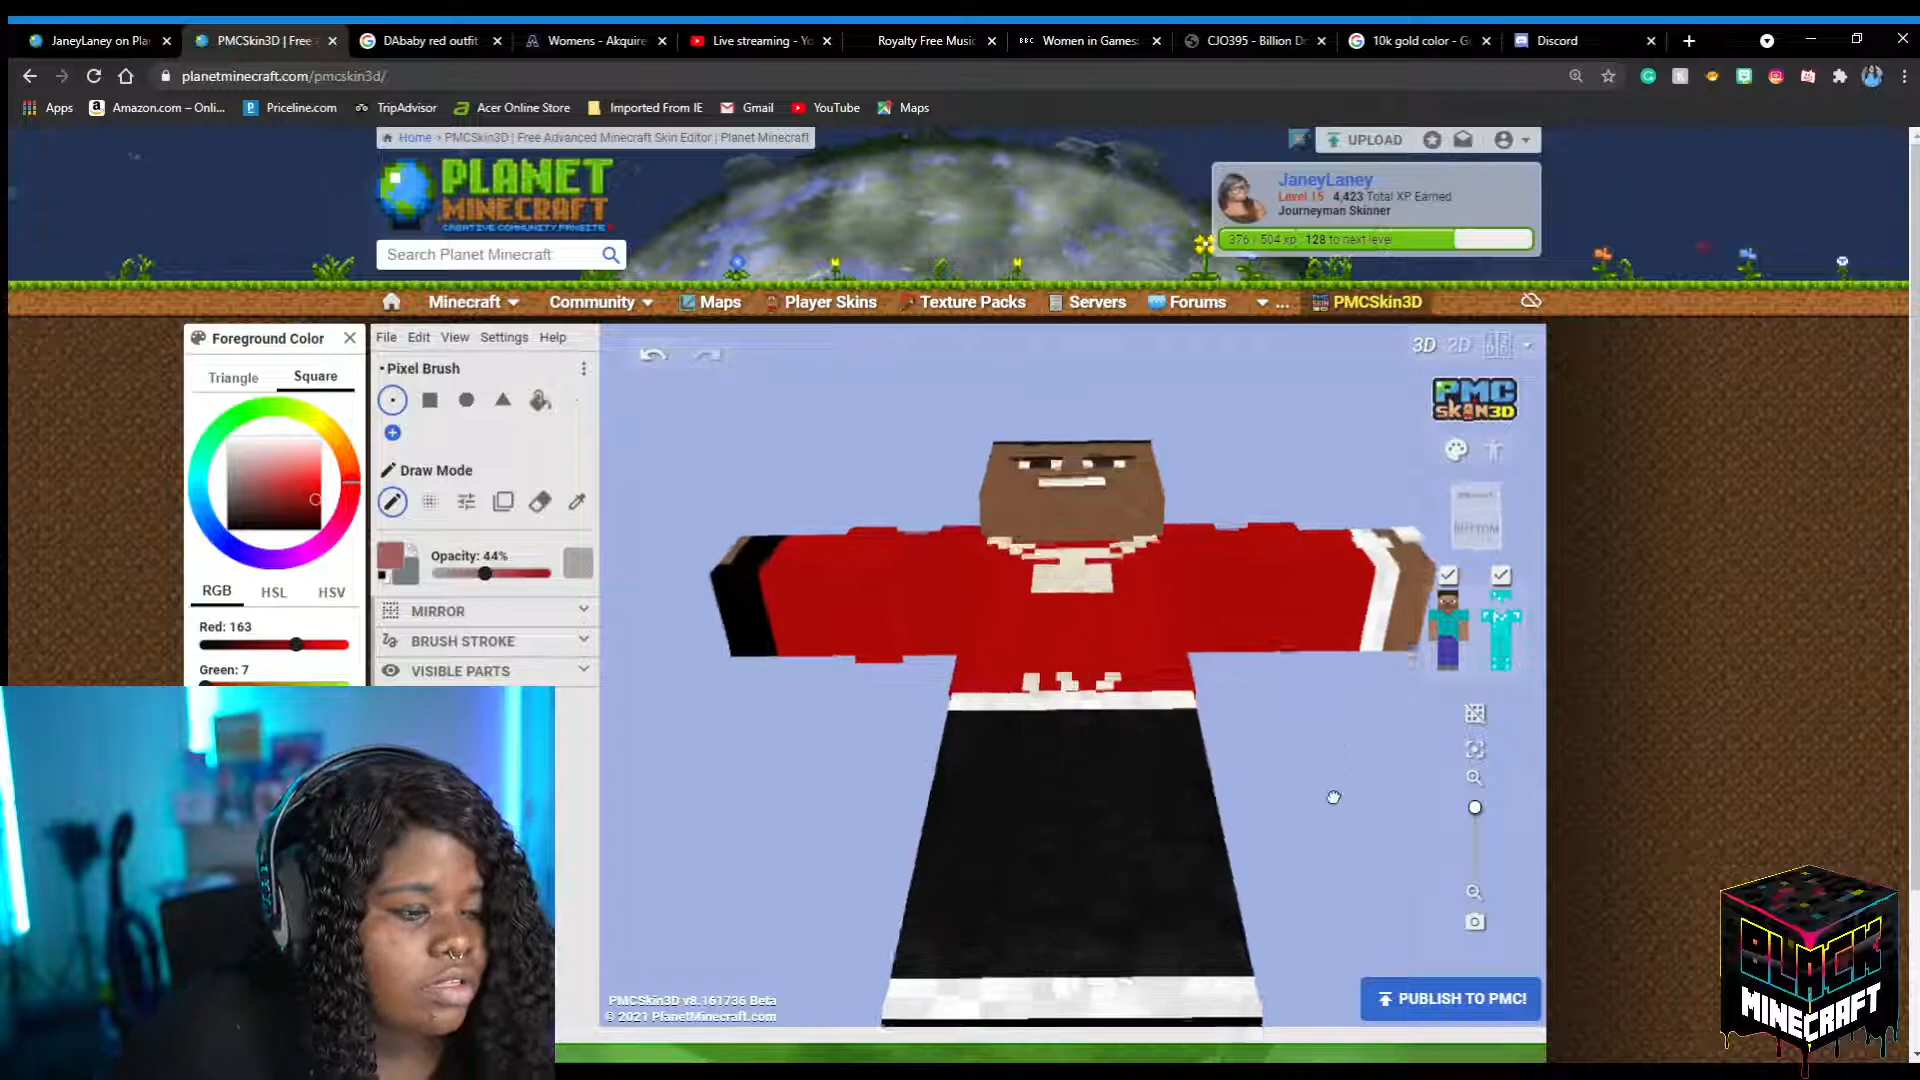 JaneyLaney on Pla
PMCSkin3D | Free
DAbaby red outfit
Womens - Akquire
Live streaming - Yo
Royalty Free Music
BBC Women in Games:
CJO395 - Billion D
10k gold color - G
Discord
planetminecraft.com/pmcskin3d/
Apps
Amazon.com – Onli...
Priceline.com
TripAdvisor
Acer Online Store
Imported From IE
Gmail
YouTube
Maps
Home » PMCSkin3D | Free Advanced Minecraft Skin Editor | Planet Minecraft
UPLOAD
PLANET
MINECRAFT
CREATIVE COMMUNITY FANSITE
JaneyLaney
Level 15 4,423 Total XP Earned
Journeyman Skinner
376 / 504 xp : 128 to next level
Search Planet Minecraft
Minecraft
Community
Maps
Player Skins
Texture Packs
Servers
Forums
...
PMCSkin3D
Foreground Color
File Edit View Settings Help
3D 2D
Triangle
Square
Pixel Brush
Draw Mode
PMC
SKIN3D
Opacity: 44%
BOTTOM
RGB HSL HSV
MIRROR
Red: 163
BRUSH STROKE
Green: 7
VISIBLE PARTS
PMCSkin3D v8.161736 Beta
© 2021 PlanetMinecraft.com
PUBLISH TO PMC!
BLACK
MINECRAFT